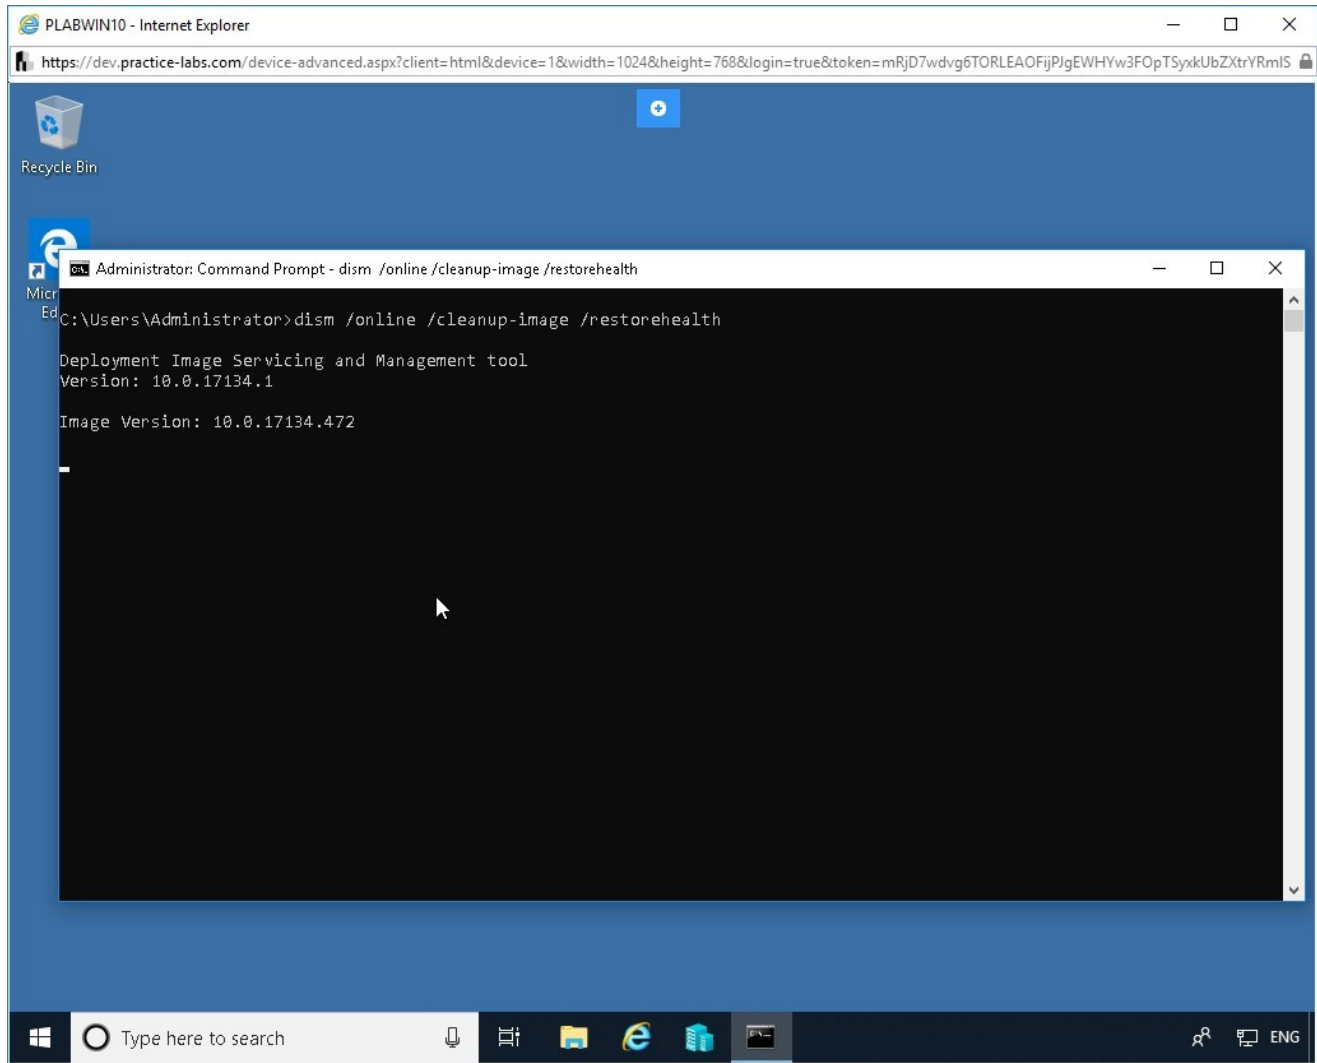 PLABWIN10 - Internet Explorer
https://dev.practice-labs.com/device-advanced.aspx?client=html&device=1&width=1024&height=768&login=true&token=mRjD7wdvg6TORLEAOFijPJgEWHYw3FOpTSyxkUbZXtrYRmIS
Recycle Bin
Administrator: Command Prompt - dism  /online /cleanup-image /restorehealth
Micr
Ed
C:\Users\Administrator>dism /online /cleanup-image /restorehealth
Deployment Image Servicing and Management tool
Version: 10.0.17134.1
Image Version: 10.0.17134.472
Type here to search
ENG